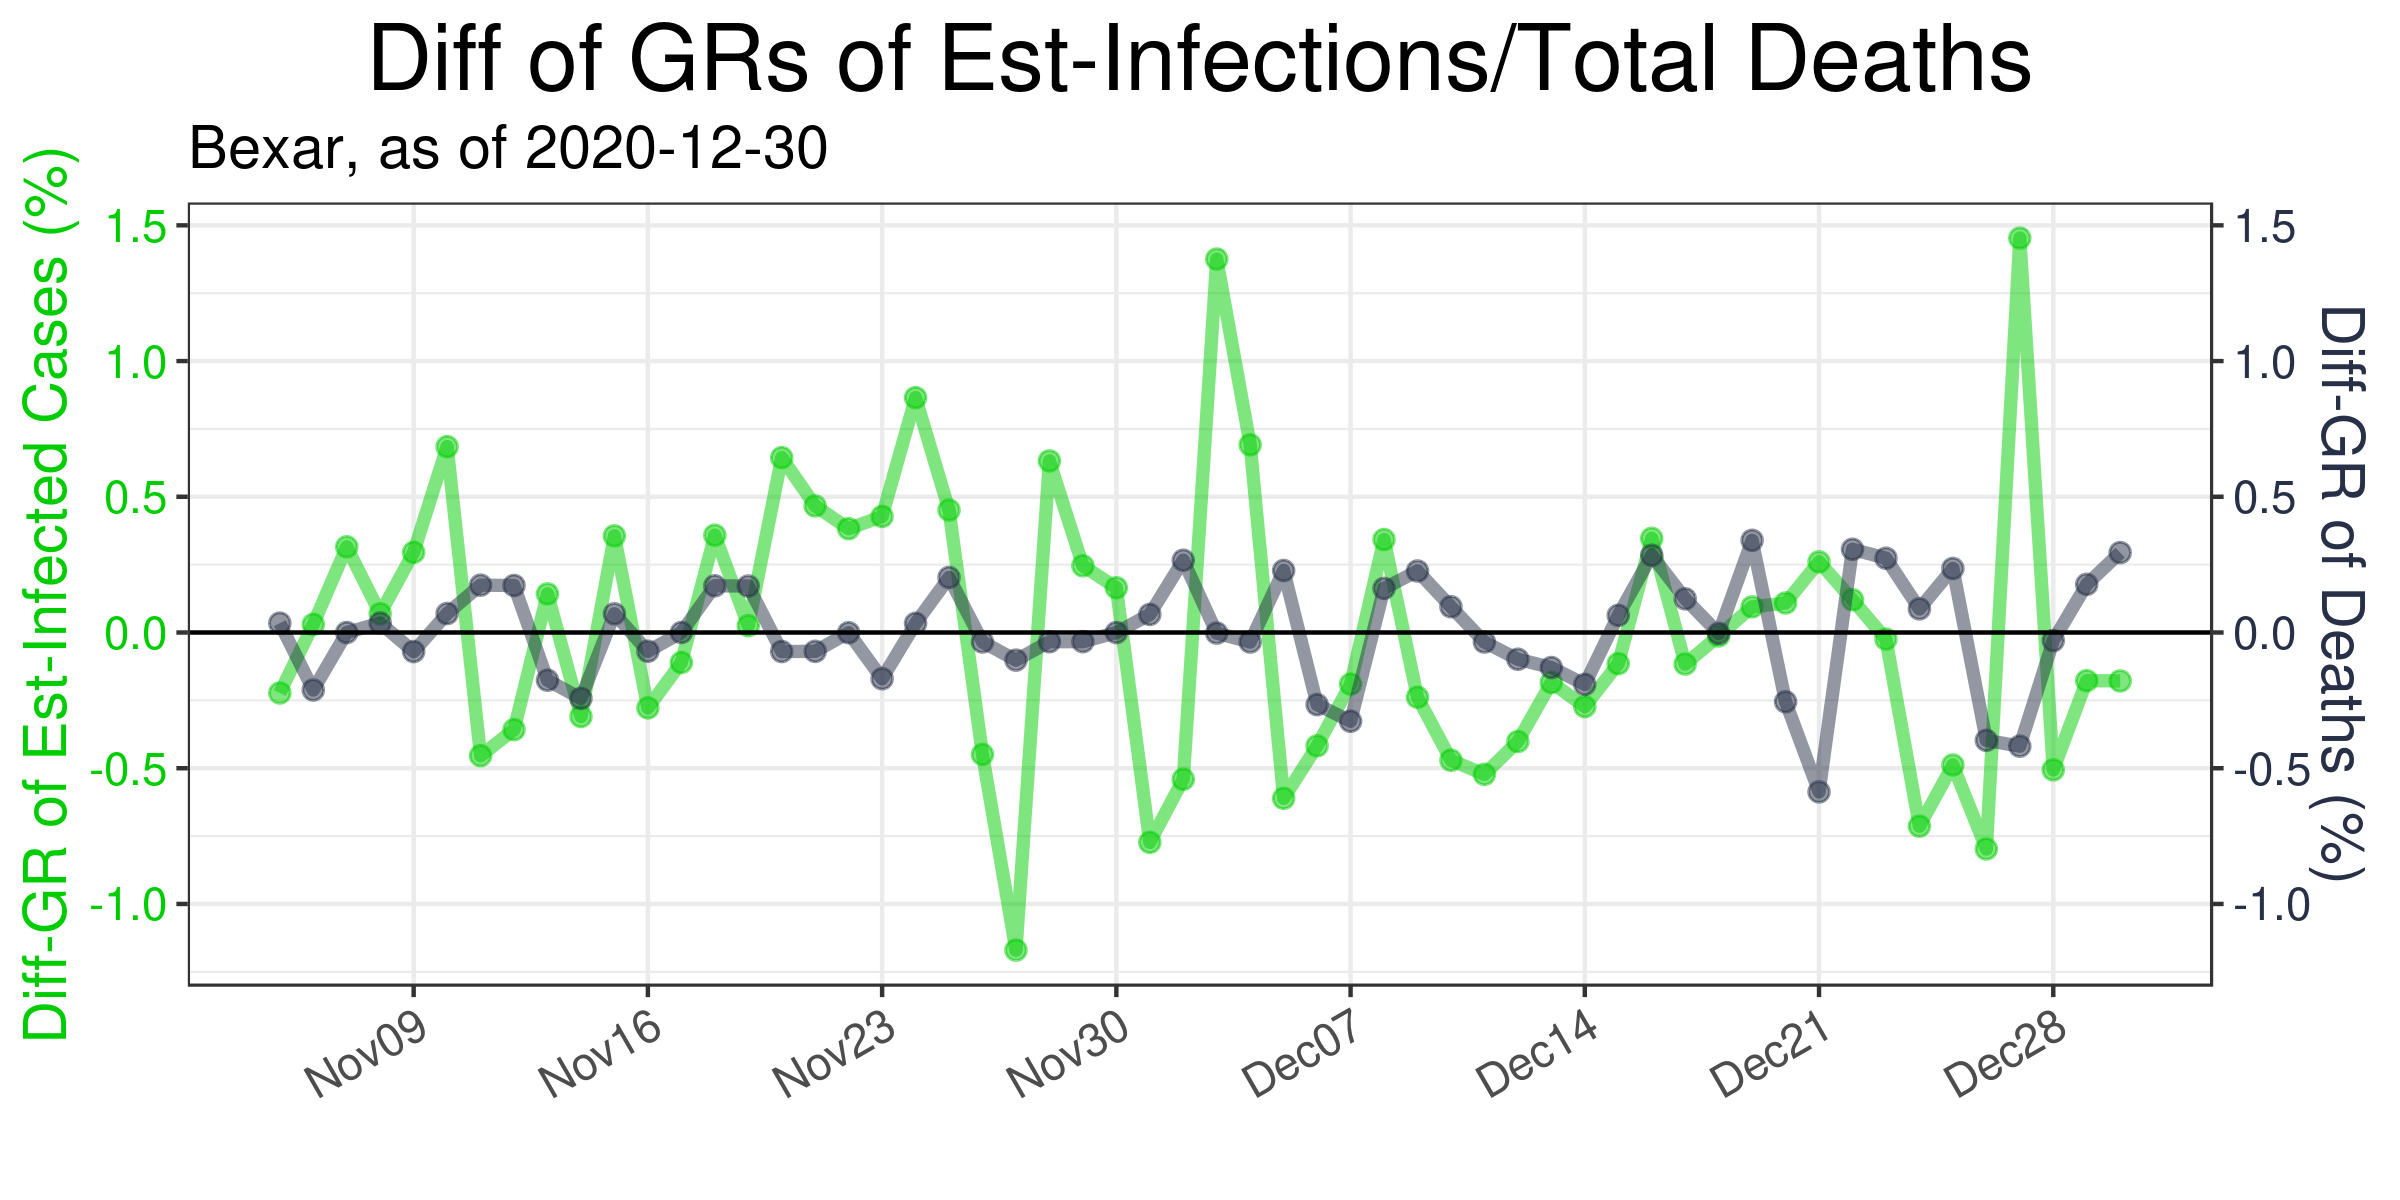 Diff of GRs of Est-Infections/Total Deaths
Bexar, as of 2020-12-30
Diff-GR of Est-Infected Cases (%)
1.5
1.0
0.5
0.0
-0.5
-1.0
1.5
1.0
0.5
0.0
-0.5
-1.0
Diff-GR of Deaths (%)
Nov09
Nov16
Nov23
Nov30
Dec07
Dec14
Dec21
Dec28